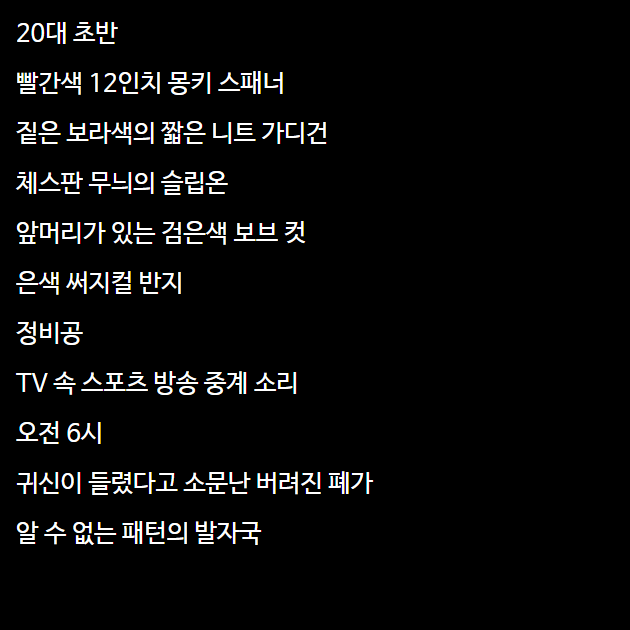 20대 초반
빨간색 12인치 몽키 스패너
짙은 보라색의 짧은 니트 가디건
체스판 무늬의 슬립온
앞머리가 있는 검은색 보브 컷
은색 써지컬 반지
정비공
TV 속 스포츠 방송 중계 소리
오전 6시
귀신이 들렸다고 소문난 버려진 폐가
알 수 없는 패턴의 발자국